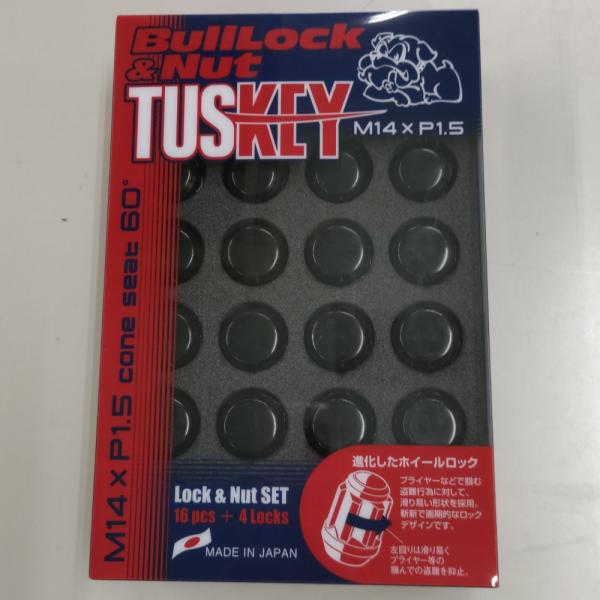 BullLock
& Nut
TUSKEY
M14×P1.5
M14×P1.5 cone seat 60°
進化したホイールロック
プライヤーなどで掴む
盗難行為に対して、
滑り易い形状を採用。
斬新で画期的なロック
デザインです。
左回りは滑り易く
プライヤー等の
掴んでの盗難を抑止。
Lock & Nut SET
16 pcs + 4 Locks
MADE IN JAPAN